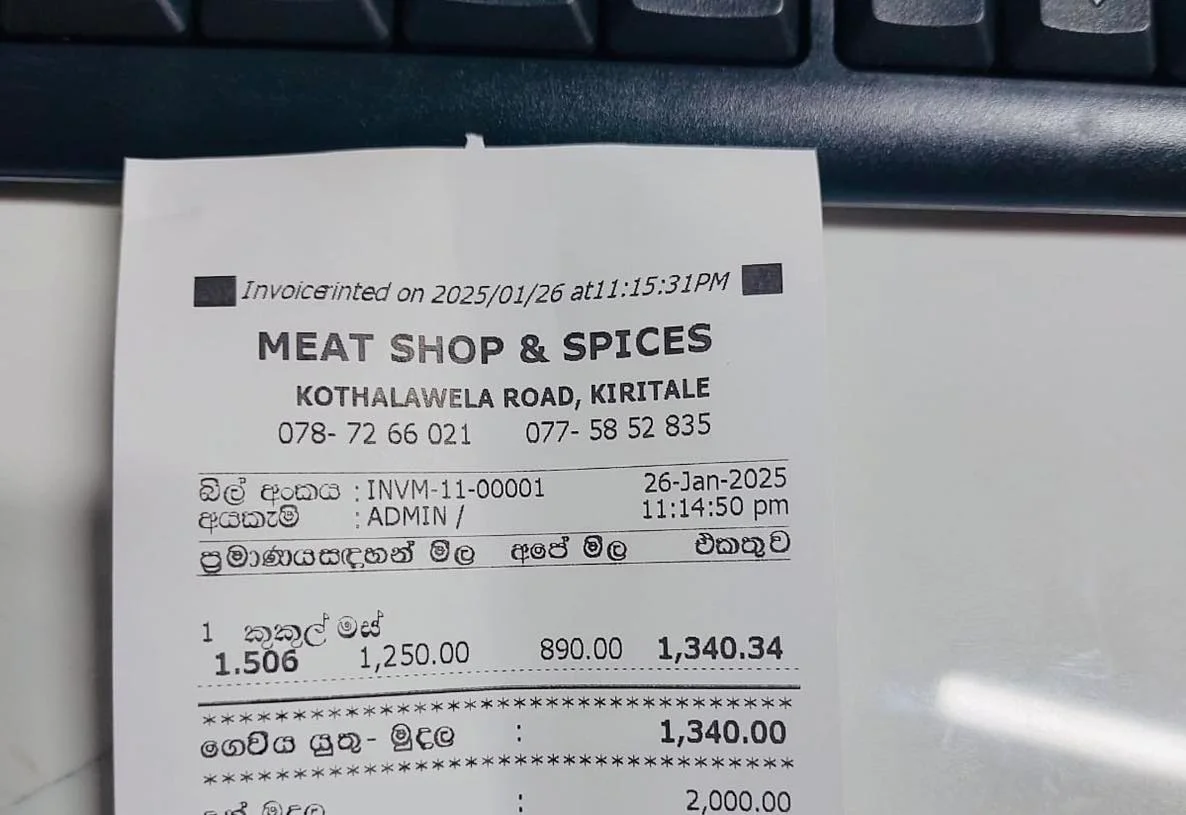 Invoiceinted on 2025/01/26 at11:15:31PM
MEAT SHOP & SPICES
KOTHALAWELA ROAD, KIRITALE
078- 72 66 021 077- 58 52 835
බිල් අංකය : INVM-11-00001 26-Jan-2025
අයකැමි : ADMIN / 11:14:50 pm
ප්‍රමාණයසඳහන් මිල අපේ මිල එකතුව
1 කුකුල් මස්
1.506 1,250.00 890.00 1,340.34
************************************
ගෙවිය යුතු- මුදල : 1,340.00
************************************
මුදල : 2,000.00